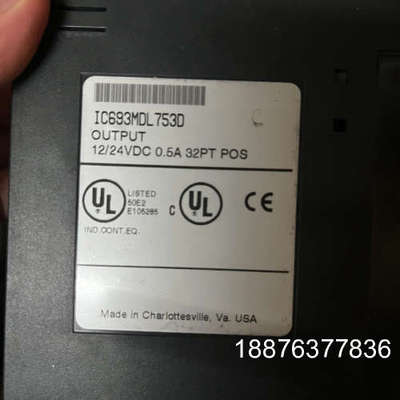 IC693MDL753D
OUTPUT
12/24VDC 0.5A 32PT POS
UL
LISTED
50E2
E105285
C UL
CE
IND.CONT.EQ.
Made in Charlottesville, Va. USA
18876377836